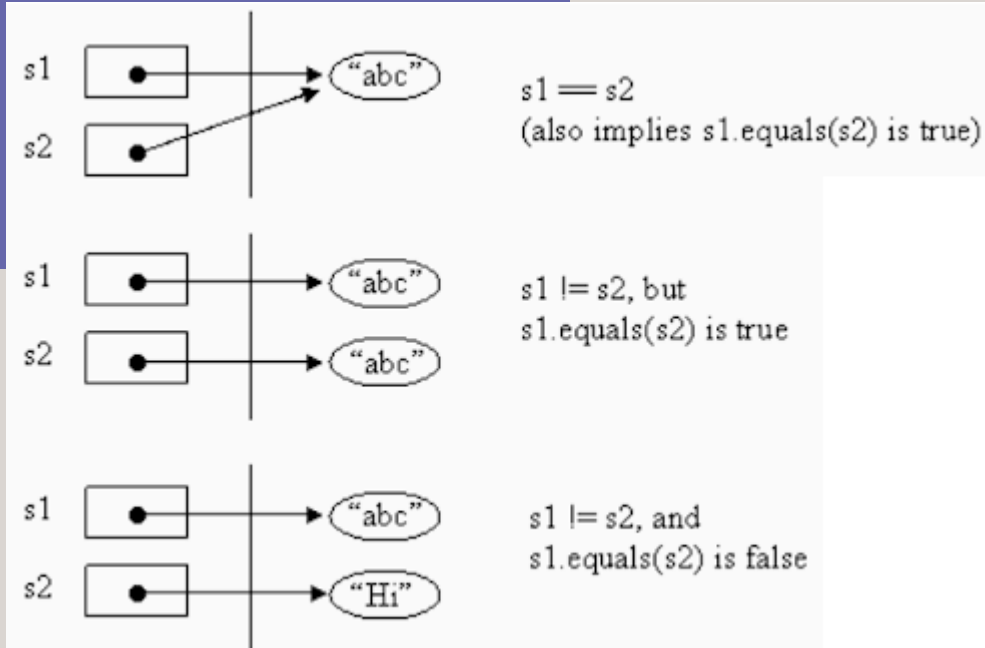 s1
"abc"
s1 == s2
(also implies s1.equals(s2) is true)
s2
s1
"abc"
s1 != s2, but
s1.equals(s2) is true
s2
"abc"
s1
"abc"
s1 != s2, and
s1.equals(s2) is false
s2
"Hi"